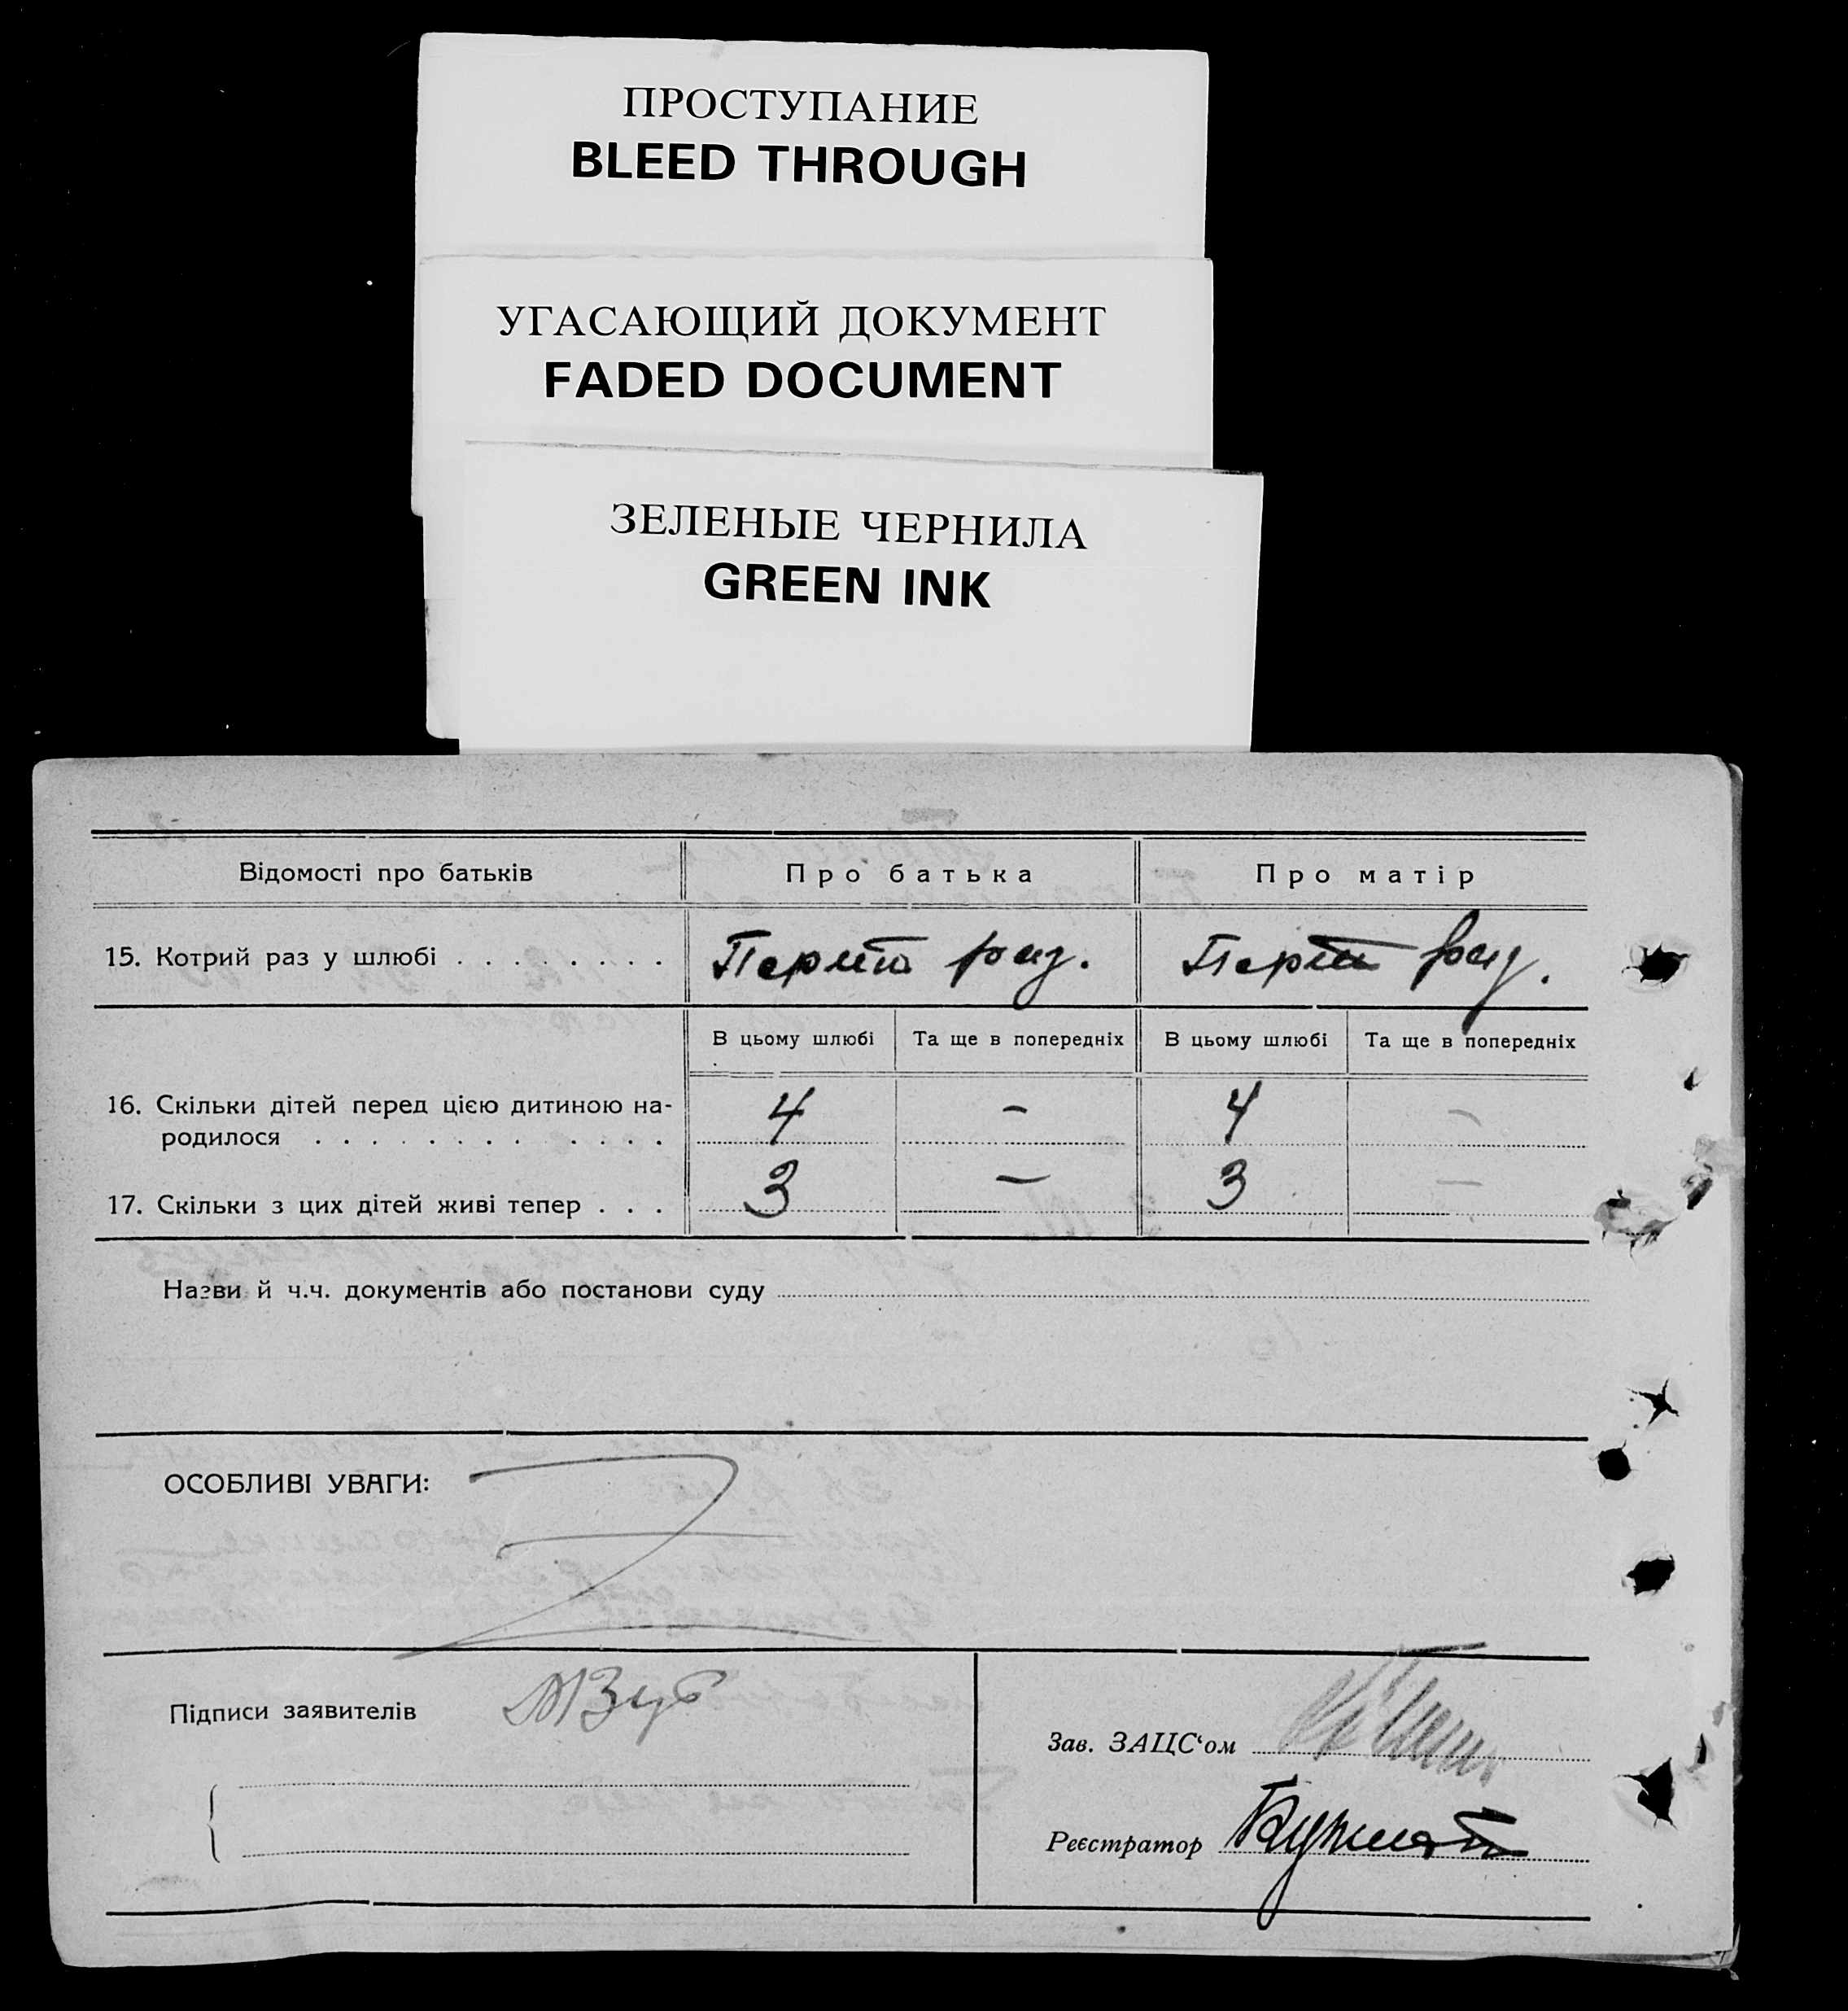 ПРОСТУПАНИЕ
BLEED THROUGH
УГАСАЮЩИЙ ДОКУМЕНТ
FADED DOCUMENT
ЗЕЛЕНЫЕ ЧЕРНИЛА
GREEN INK
Відомості про батьків Про батька Про матір
15. Котрий раз у шлюбі . . . . . . . . раз. раз.
В цьому шлюбі Та ще в попередніх В цьому шлюбі Та ще в попередніх
16. Скільки дітей перед цією дитиною на-
родилося . . . . . . . . . . . . . 4 – 4 –
17. Скільки з цих дітей живі тепер . . . 3 – 3 –
Назви й ч.ч. документів або постанови суду
ОСОБЛИВІ УВАГИ:
Підписи заявителів
Зав. ЗАЦС‘ом
Реєстратор